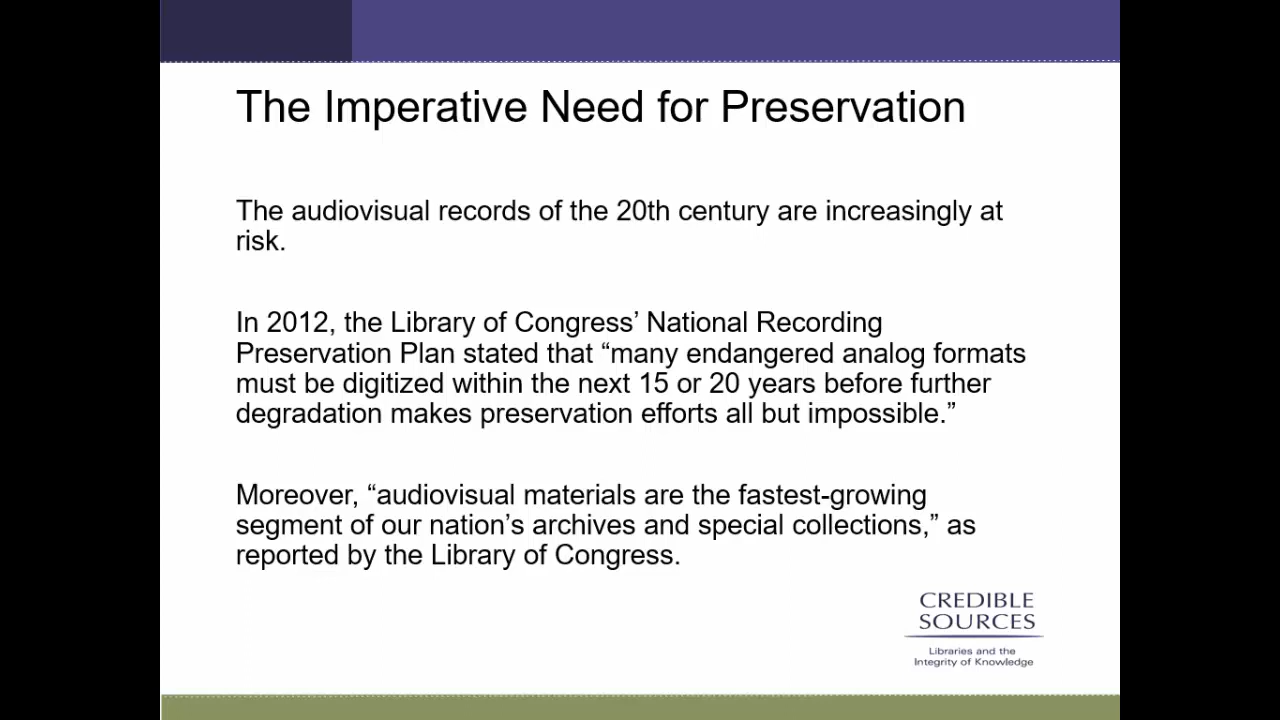 The Imperative Need for Preservation
The audiovisual records of the 20th century are increasingly at
risk.
In 2012, the Library of Congress’ National Recording
Preservation Plan stated that “many endangered analog formats
must be digitized within the next 15 or 20 years before further
degradation makes preservation efforts all but impossible.”
Moreover, “audiovisual materials are the fastest-growing
segment of our nation’s archives and special collections,” as
reported by the Library of Congress.
CREDIBLE
SOURCES
Libraries and the
Integrity of Knowledge